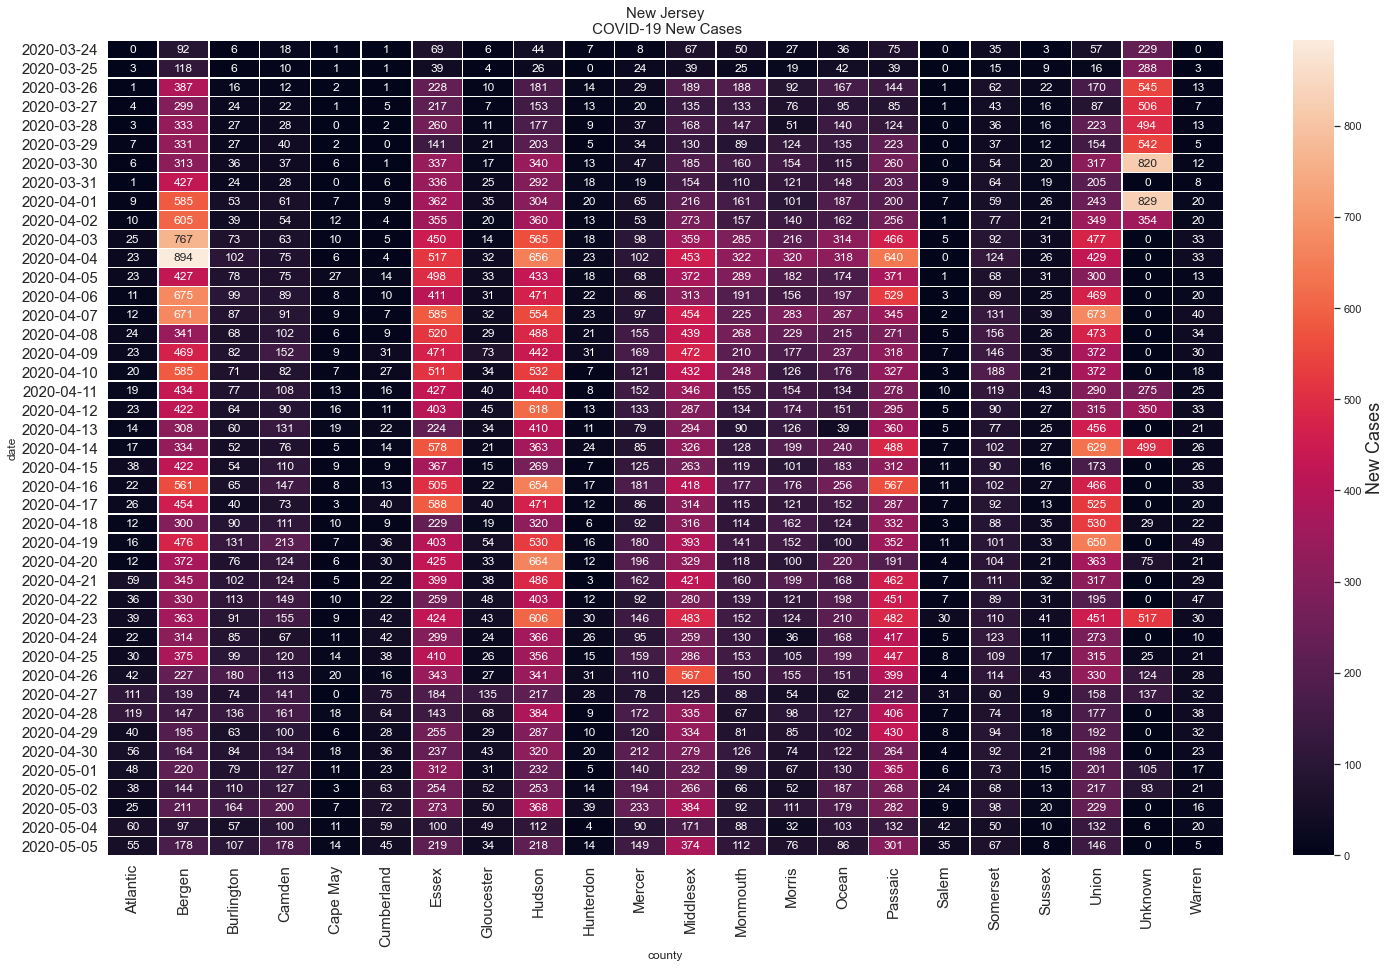 New Jersey
COVID-19 New Cases
2020-03-24 0 92 6 18 1 1 69 6 44 7 8 67 50 27 36 75 0 35 3 57 229 0
2020-03-25 3 118 6 10 1 1 39 4 26 0 24 39 25 19 42 39 0 15 9 16 288 3
2020-03-26 1 387 16 12 2 1 228 10 181 14 29 189 188 92 167 144 1 62 22 170 545 13
2020-03-27 4 299 24 22 1 5 217 7 153 13 20 135 133 76 95 85 1 43 16 87 506 7
2020-03-28 3 333 27 28 0 2 260 11 177 9 37 168 147 51 140 124 0 36 16 223 494 13
2020-03-29 7 331 27 40 2 0 141 21 203 5 34 130 89 124 135 223 0 37 12 154 542 5
2020-03-30 6 313 36 37 6 1 337 17 340 13 47 185 160 154 115 260 0 54 20 317 820 12
2020-03-31 1 427 24 28 0 6 336 25 292 18 19 154 110 121 148 203 9 64 19 205 0 8
2020-04-01 9 585 53 61 7 9 362 35 304 20 65 216 161 101 187 200 7 59 26 243 829 20
2020-04-02 10 605 39 54 12 4 355 20 360 13 53 273 157 140 162 256 1 77 21 349 354 20
2020-04-03 25 767 73 63 10 5 450 14 565 18 98 359 285 216 314 466 5 92 31 477 0 33
2020-04-04 23 894 102 75 6 4 517 32 656 23 102 453 322 320 318 640 0 124 26 429 0 33
2020-04-05 23 427 78 75 27 14 498 33 433 18 68 372 289 182 174 371 1 68 31 300 0 13
2020-04-06 11 675 99 89 8 10 411 31 471 22 86 313 191 156 197 529 3 69 25 469 0 20
2020-04-07 12 671 87 91 9 7 585 32 554 23 97 454 225 283 267 345 2 131 39 673 0 40
2020-04-08 24 341 68 102 6 9 520 29 488 21 155 439 268 229 215 271 5 156 26 473 0 34
2020-04-09 23 469 82 152 9 31 471 73 442 31 169 472 210 177 237 318 7 146 35 372 0 30
2020-04-10 20 585 71 82 7 27 511 34 532 7 121 432 248 126 176 327 3 188 21 372 0 18
2020-04-11 19 434 77 108 13 16 427 40 440 8 152 346 155 154 134 278 10 119 43 290 275 25
2020-04-12 23 422 64 90 16 11 403 45 618 13 133 287 134 174 151 295 5 90 27 315 350 33
2020-04-13 14 308 60 131 19 22 224 34 410 11 79 294 90 126 39 360 5 77 25 456 0 21
2020-04-14 17 334 52 76 5 14 578 21 363 24 85 326 128 199 240 488 7 102 27 629 499 26
2020-04-15 38 422 54 110 9 9 367 15 269 7 125 263 119 101 183 312 11 90 16 173 0 26
2020-04-16 22 561 65 147 8 13 505 22 654 17 181 418 177 176 256 567 11 102 27 466 0 33
2020-04-17 26 454 40 73 3 40 588 40 471 12 86 314 115 121 152 287 7 92 13 525 0 20
2020-04-18 12 300 90 111 10 9 229 19 320 6 92 316 114 162 124 332 3 88 35 530 29 22
2020-04-19 16 476 131 213 7 36 403 54 530 16 180 393 141 152 100 352 11 101 33 650 0 49
2020-04-20 12 372 76 124 6 30 425 33 664 12 196 329 118 100 220 191 4 104 21 363 75 21
2020-04-21 59 345 102 124 5 22 399 38 486 3 162 421 160 199 168 462 7 111 32 317 0 29
2020-04-22 36 330 113 149 10 22 259 48 403 12 92 280 139 121 198 451 7 89 31 195 0 47
2020-04-23 39 363 91 155 9 42 424 43 606 30 146 483 152 124 210 482 30 110 41 451 517 30
2020-04-24 22 314 85 67 11 42 299 24 366 26 95 259 130 36 168 417 5 123 11 273 0 10
2020-04-25 30 375 99 120 14 38 410 26 356 15 159 286 153 105 199 447 8 109 17 315 25 21
2020-04-26 42 227 180 113 20 16 343 27 341 31 110 567 150 155 151 399 4 114 43 330 124 28
2020-04-27 111 139 74 141 0 75 184 135 217 28 78 125 88 54 62 212 31 60 9 158 137 32
2020-04-28 119 147 136 161 18 64 143 68 384 9 172 335 67 98 127 406 7 74 18 177 0 38
2020-04-29 40 195 63 100 6 28 255 29 287 10 120 334 81 85 102 430 8 94 18 192 0 32
2020-04-30 56 164 84 134 18 36 237 43 320 20 212 279 126 74 122 264 4 92 21 198 0 23
2020-05-01 48 220 79 127 11 23 312 31 232 5 140 232 99 67 130 365 6 73 15 201 105 17
2020-05-02 38 144 110 127 3 63 254 52 253 14 194 266 66 52 187 268 24 68 13 217 93 21
2020-05-03 25 211 164 200 7 72 273 50 368 39 233 384 92 111 179 282 9 98 20 229 0 16
2020-05-04 60 97 57 100 11 59 100 49 112 4 90 171 88 32 103 132 42 50 10 132 6 20
2020-05-05 55 178 107 178 14 45 219 34 218 14 149 374 112 76 86 301 35 67 8 146 0 5
date
Atlantic Bergen Burlington Camden Cape May Cumberland Essex Gloucester Hudson Hunterdon Mercer Middlesex Monmouth Morris Ocean Passaic Salem Somerset Sussex Union Unknown Warren
county
800
700
600
500
400
300
200
100
0
New Cases